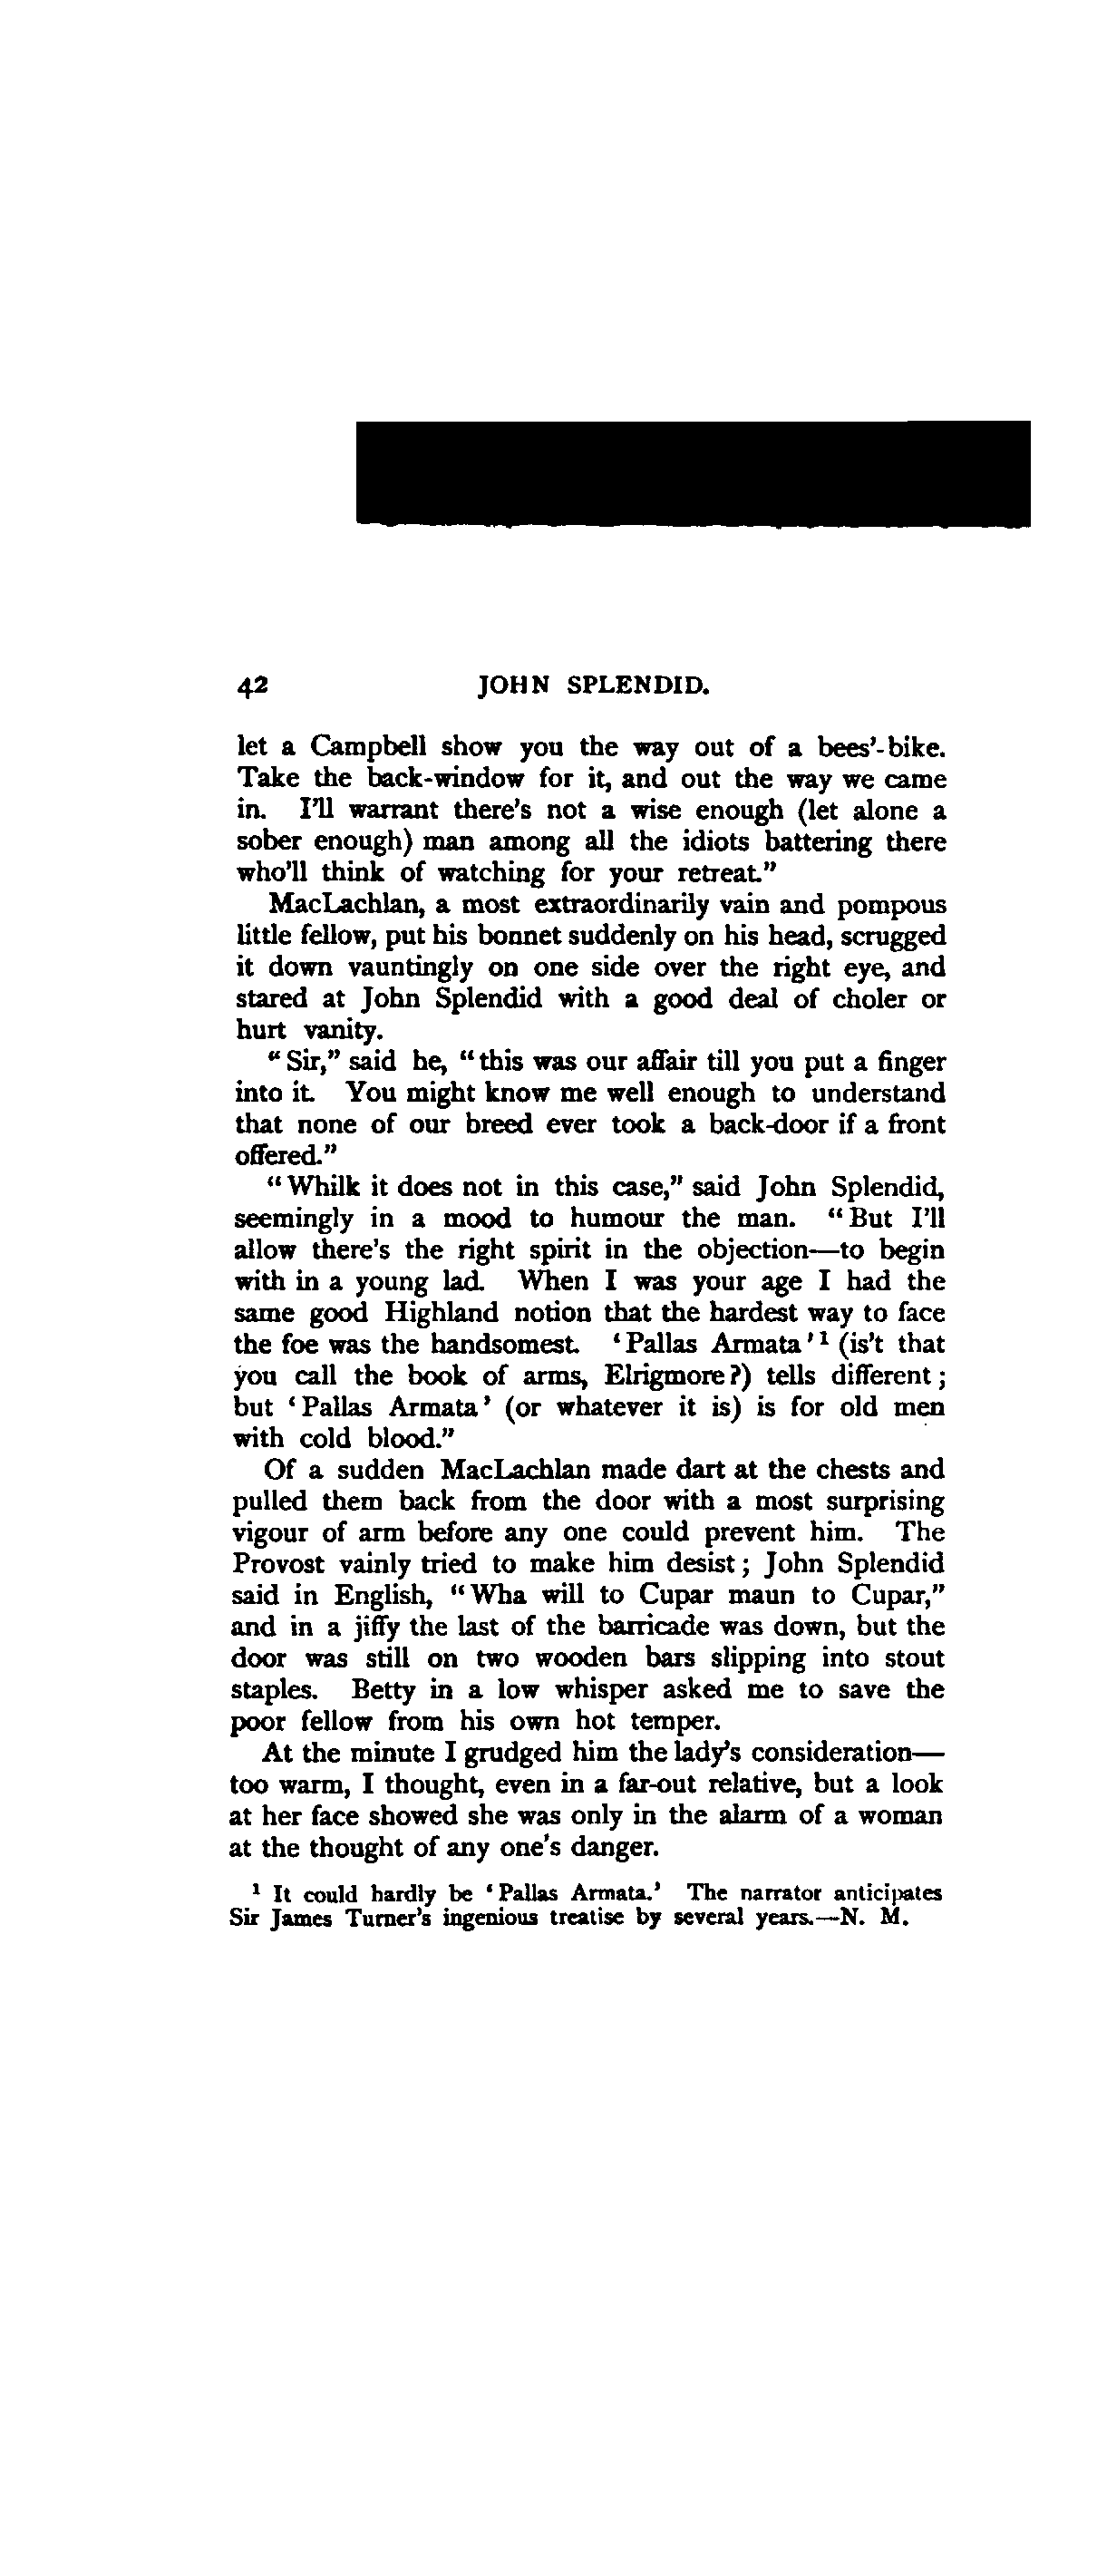 42 JOHN SPLENDID.
let a Campbell show you the way out of a bees'-bike.
Take the back-window for it, and out the way we came
in. I'll warrant there's not a wise enough (let alone a
sober enough) man among all the idiots battering there
who'll think of watching for your retreat."
MacLachlan, a most extraordinarily vain and pompous
little fellow, put his bonnet suddenly on his head, scrugged
it down vauntingly on one side over the right eye, and
stared at John Splendid with a good deal of choler or
hurt vanity.
"Sir," said he, "this was our affair till you put a finger
into it. You might know me well enough to understand
that none of our breed ever took a back-door if a front
offered."
"Whilk it does not in this case," said John Splendid,
seemingly in a mood to humour the man. "But I'll
allow there's the right spirit in the objection—to begin
with in a young lad. When I was your age I had the
same good Highland notion that the hardest way to face
the foe was the handsomest. 'Pallas Armata'¹ (is't that
you call the book of arms, Elrigmore?) tells different;
but 'Pallas Armata' (or whatever it is) is for old men
with cold blood."
Of a sudden MacLachlan made dart at the chests and
pulled them back from the door with a most surprising
vigour of arm before any one could prevent him. The
Provost vainly tried to make him desist; John Splendid
said in English, "Wha will to Cupar maun to Cupar,"
and in a jiffy the last of the barricade was down, but the
door was still on two wooden bars slipping into stout
staples. Betty in a low whisper asked me to save the
poor fellow from his own hot temper.
At the minute I grudged him the lady's consideration—
too warm, I thought, even in a far-out relative, but a look
at her face showed she was only in the alarm of a woman
at the thought of any one's danger.
¹ It could hardly be 'Pallas Armata.' The narrator anticipates
Sir James Turner's ingenious treatise by several years.—N. M.